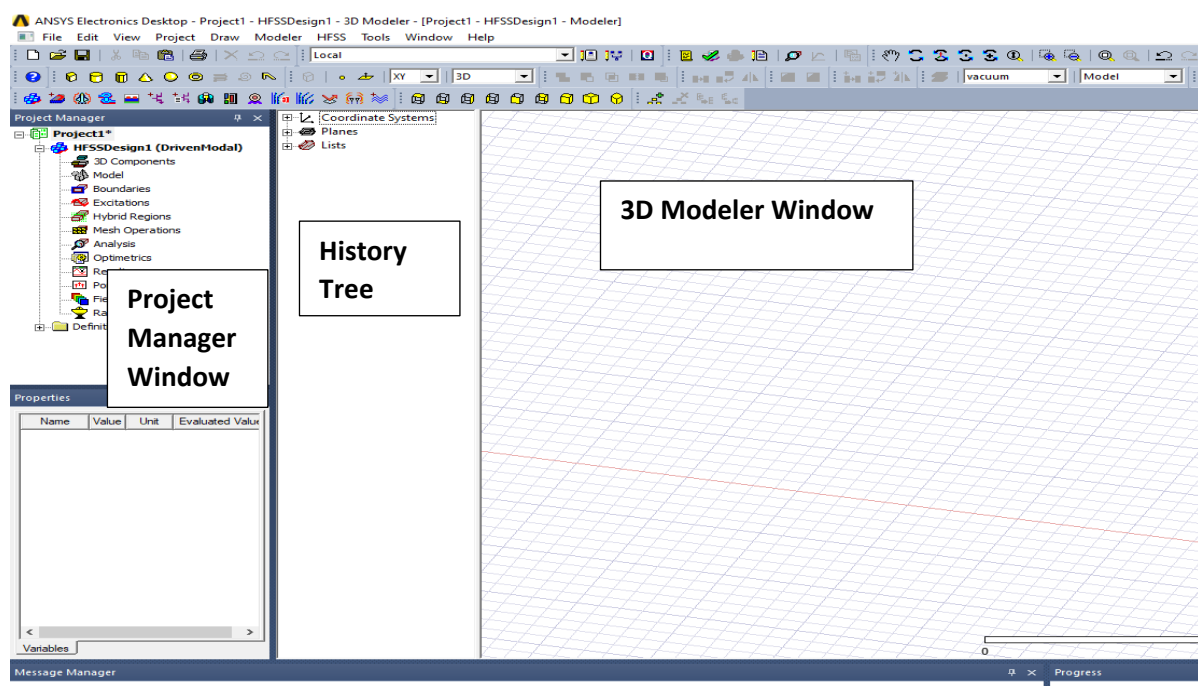 ANSYS Electronics Desktop - Project1 - HFSSDesign1 - 3D Modeler - [Project1 - HFSSDesign1 - Modeler]
File Edit View Project Draw Modeler HFSS Tools Window Help
Local
XY 3D vacuum Model
Project Manager
Project1*
HFSSDesign1 (DrivenModal)
3D Components
Model
Boundaries
Excitations
Hybrid Regions
Mesh Operations
Analysis
Optimetrics
Coordinate Systems
Planes
Lists
Project
Manager
Window
History
Tree
3D Modeler Window
Properties
Name Value Unit Evaluated Value
Variables
0
Message Manager
Progress